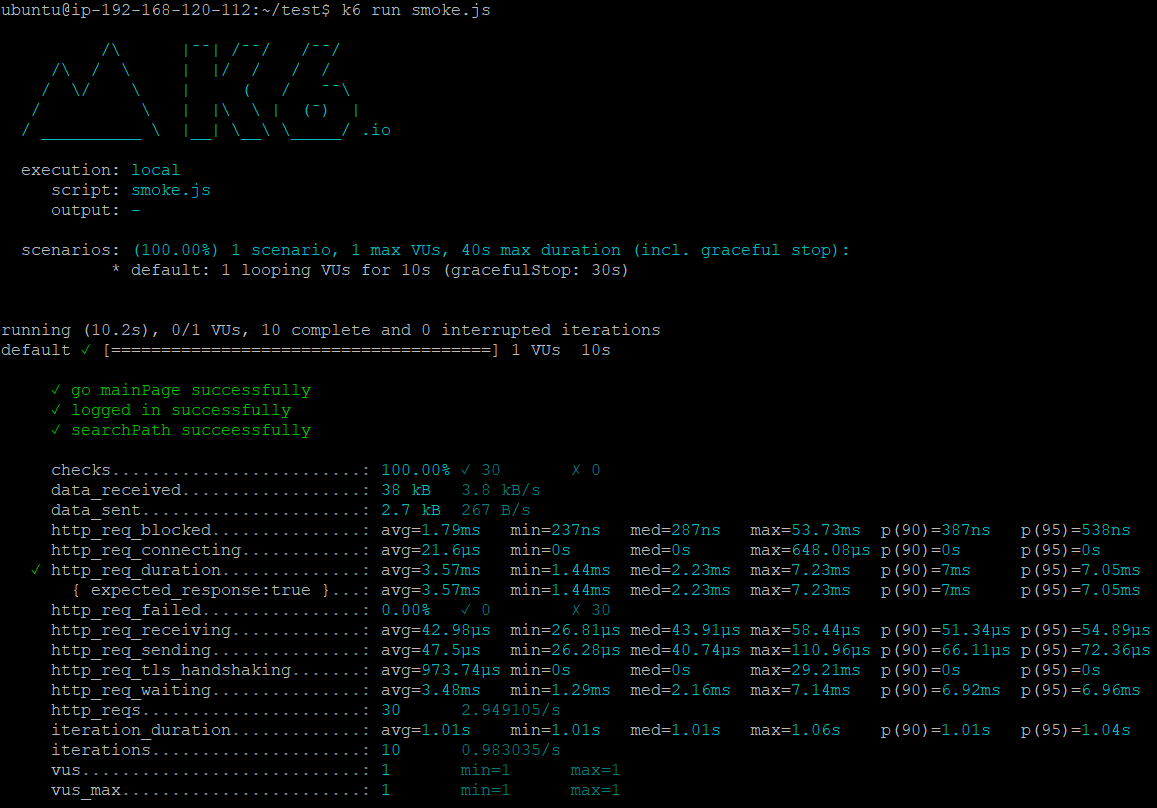 ubuntu@ip-192-168-120-112:~/test$ k6 run smoke.js
          /\      |‾‾| /‾‾/   /‾‾/
     /\  /  \     |  |/  /   /  /
    /  \/    \    |     (   /   ‾‾\
   /          \   |  |\  \ |  (‾)  |
  / __________ \  |__| \__\ \_____/ .io
  execution: local
     script: smoke.js
     output: -
  scenarios: (100.00%) 1 scenario, 1 max VUs, 40s max duration (incl. graceful stop):
           * default: 1 looping VUs for 10s (gracefulStop: 30s)
running (10.2s), 0/1 VUs, 10 complete and 0 interrupted iterations
default ✓ [======================================] 1 VUs  10s
     ✓ go mainPage successfully
     ✓ logged in successfully
     ✓ searchPath succeessfully
     checks.........................: 100.00% ✓ 30       ✗ 0
     data_received..................: 38 kB   3.8 kB/s
     data_sent......................: 2.7 kB  267 B/s
     http_req_blocked...............: avg=1.79ms   min=237ns   med=287ns   max=53.73ms  p(90)=387ns   p(95)=538ns
     http_req_connecting............: avg=21.6µs   min=0s      med=0s      max=648.08µs p(90)=0s      p(95)=0s
   ✓ http_req_duration..............: avg=3.57ms   min=1.44ms  med=2.23ms  max=7.23ms   p(90)=7ms     p(95)=7.05ms
       { expected_response:true }...: avg=3.57ms   min=1.44ms  med=2.23ms  max=7.23ms   p(90)=7ms     p(95)=7.05ms
     http_req_failed................: 0.00%   ✓ 0        ✗ 30
     http_req_receiving.............: avg=42.98µs  min=26.81µs med=43.91µs max=58.44µs  p(90)=51.34µs p(95)=54.89µs
     http_req_sending...............: avg=47.5µs   min=26.28µs med=40.74µs max=110.96µs p(90)=66.11µs p(95)=72.36µs
     http_req_tls_handshaking.......: avg=973.74µs min=0s      med=0s      max=29.21ms  p(90)=0s      p(95)=0s
     http_req_waiting...............: avg=3.48ms   min=1.29ms  med=2.16ms  max=7.14ms   p(90)=6.92ms  p(95)=6.96ms
     http_reqs......................: 30      2.949105/s
     iteration_duration.............: avg=1.01s    min=1.01s   med=1.01s   max=1.06s    p(90)=1.01s   p(95)=1.04s
     iterations.....................: 10      0.983035/s
     vus............................: 1       min=1      max=1
     vus_max........................: 1       min=1      max=1